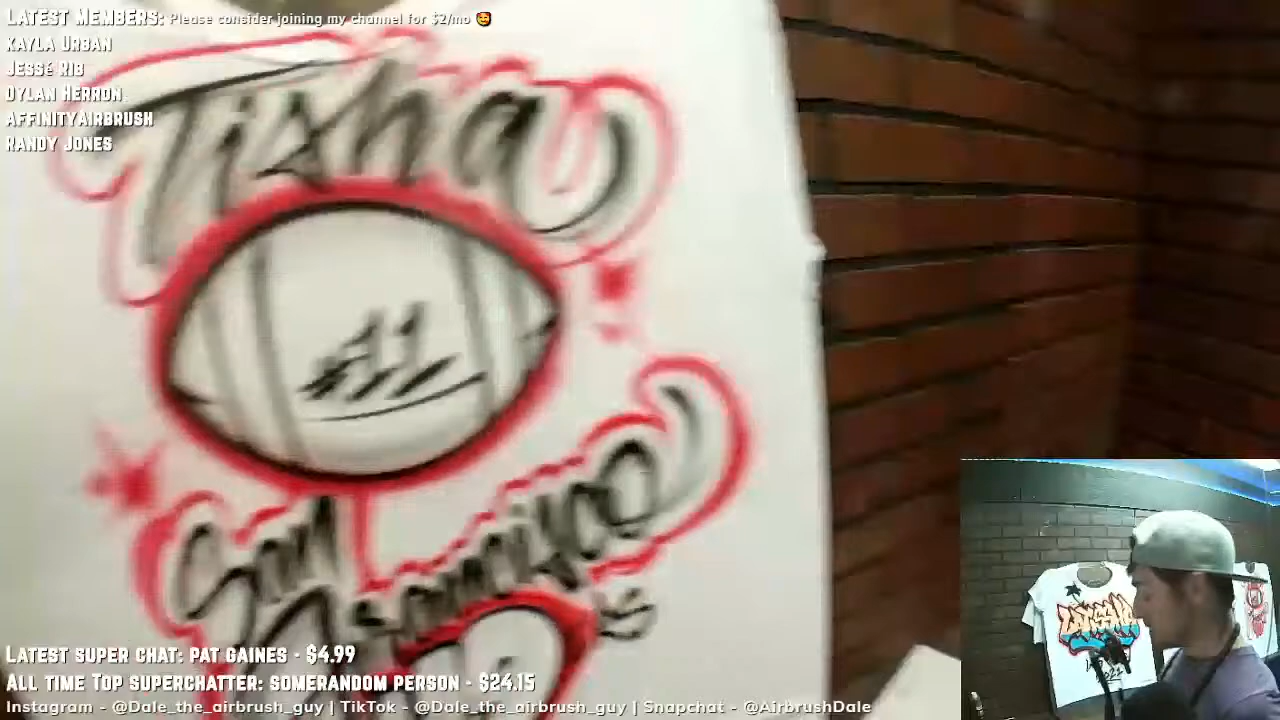 Latest Members: Please consider joining my channel for $2/mo
Kayla Urban
Jessé Rib
Dylan Herron
AffinityAirbrush
Randy Jones
Tisha
#11
San
Latest super chat: Pat Gaines - $4.99
All time Top superchatter: somerandom person - $24.15
Instagram - @Dale_the_airbrush_guy | TikTok - @Dale_the_airbrush_guy | Snapchat - @AirbrushDale